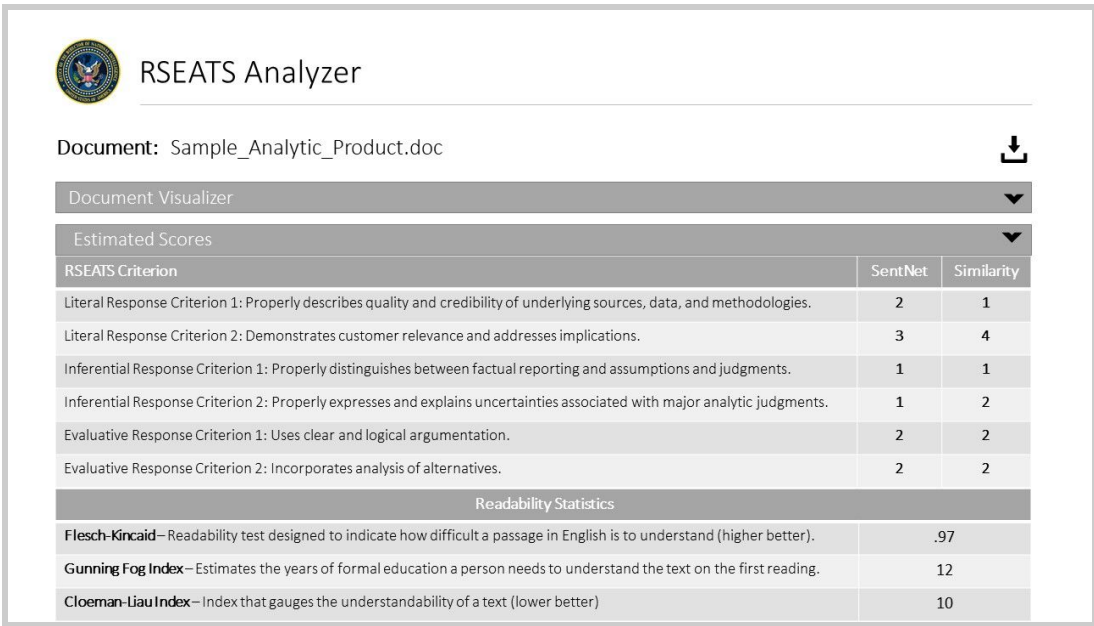 RSEATS Analyzer
Document: Sample_Analytic_Product.doc
Document Visualizer
Estimated Scores
RSEATS Criterion SentNet Similarity
Literal Response Criterion 1: Properly describes quality and credibility of underlying sources, data, and methodologies. 2 1
Literal Response Criterion 2: Demonstrates customer relevance and addresses implications. 3 4
Inferential Response Criterion 1: Properly distinguishes between factual reporting and assumptions and judgments. 1 1
Inferential Response Criterion 2: Properly expresses and explains uncertainties associated with major analytic judgments. 1 2
Evaluative Response Criterion 1: Uses clear and logical argumentation. 2 2
Evaluative Response Criterion 2: Incorporates analysis of alternatives. 2 2
Readability Statistics
Flesch-Kincaid – Readability test designed to indicate how difficult a passage in English is to understand (higher better). .97
Gunning Fog Index – Estimates the years of formal education a person needs to understand the text on the first reading. 12
Cloeman-Liau Index – Index that gauges the understandability of a text (lower better) 10